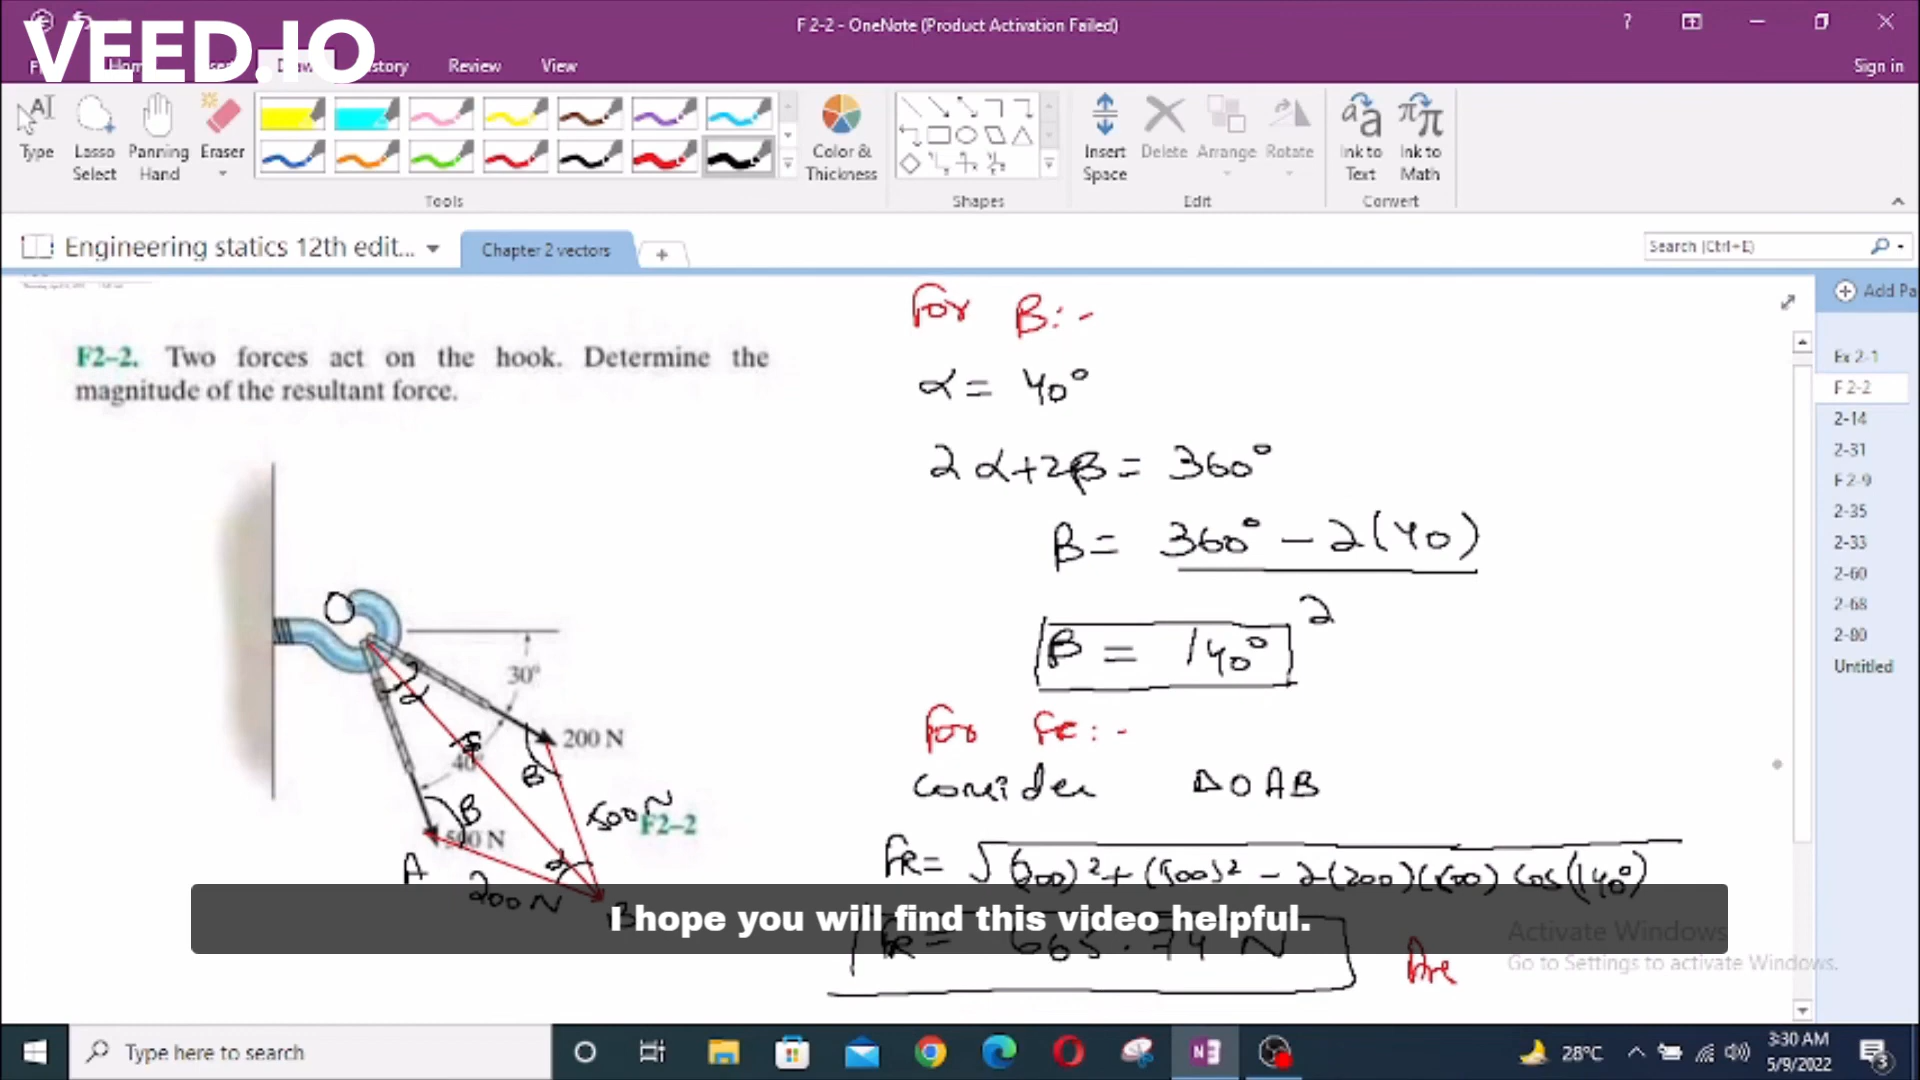 VEED.IO
F 2-2 - OneNote (Product Activation Failed)
?
History
Review
View
Sign in
Type
Lasso Select
Panning Hand
Eraser
Color & Thickness
Insert Space
Delete
Arrange
Rotate
Ink to Text
Ink to Math
Tools
Shapes
Edit
Convert
Engineering statics 12th edit...
Chapter 2 vectors
+
Search (Ctrl+E)
Add Pa
Ex 2-1
F 2-2
2-14
2-31
F 2-9
2-35
2-33
2-60
2-68
2-80
Untitled
F2–2. Two forces act on the hook. Determine the
magnitude of the resultant force.
O
30°
α
200 N
40°
B
B
500 N
500 N
F2–2
A
200 N
B
For B:-
α = 40°
2α+2β = 360°
β = 360° - 2(40)
2
β = 140°
For FR:-
consider ΔOAB
FR= √(200)²+(500)² - 2(200)(500) cos(140°)
FR = 665.74 N
I hope you will find this video helpful.
Activate Windows
Go to Settings to activate Windows.
Type here to search
28°C
3:30 AM
5/9/2022
3